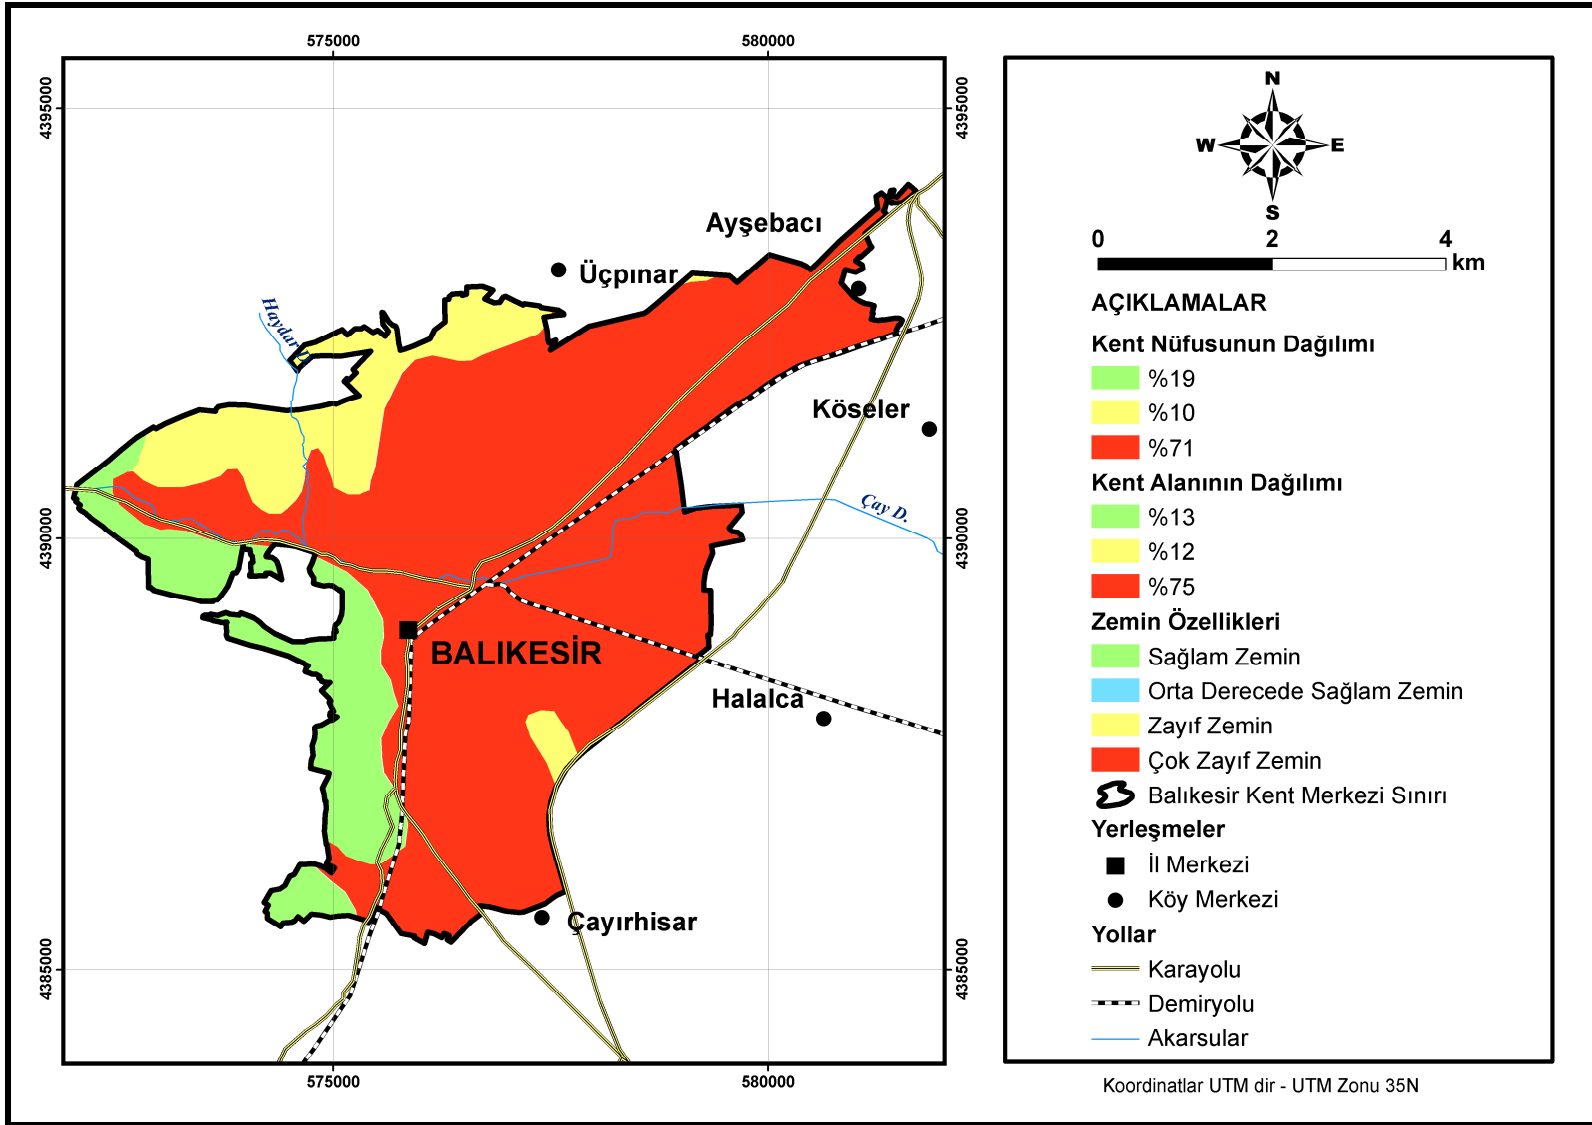 575000
580000
4395000
4395000
Ayşebacı
Üçpınar
Haydar D.
Köseler
Çay D.
4390000
4390000
BALIKESİR
Halalca
Çayırhisar
4385000
4385000
575000
580000
N
W
E
S
0
2
4
km
AÇIKLAMALAR
Kent Nüfusunun Dağılımı
%19
%10
%71
Kent Alanının Dağılımı
%13
%12
%75
Zemin Özellikleri
Sağlam Zemin
Orta Derecede Sağlam Zemin
Zayıf Zemin
Çok Zayıf Zemin
Balıkesir Kent Merkezi Sınırı
Yerleşmeler
İl Merkezi
Köy Merkezi
Yollar
Karayolu
Demiryolu
Akarsular
Koordinatlar UTM dir - UTM Zonu 35N